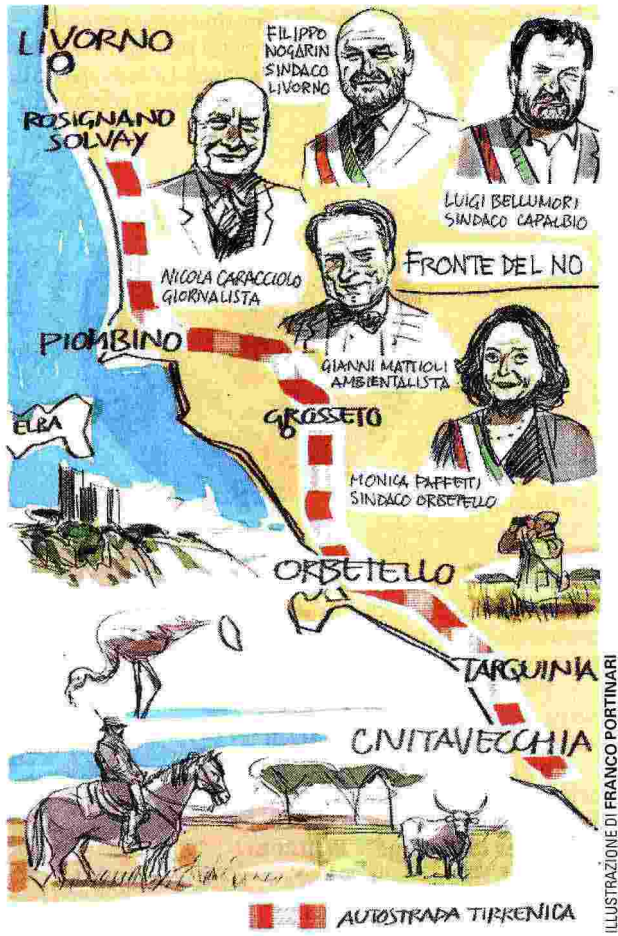 LIVORNO
FILIPPO
NOGARIN
SINDACO
LIVORNO
ROSIGNANO
SOLVAY
LUIGI BELLUMORI
SINDACO CAPALBIO
NICOLA CARACCIOLO
GIORNALISTA
FRONTE DEL NO
PIOMBINO
GIANNI MATTIOLI
AMBIENTALISTA
ELBA
GROSSETO
MONICA PAFFETTI
SINDACO ORBETELLO
ORBETELLO
TARQUINIA
CIVITAVECCHIA
AUTOSTRADA TIRRENICA
ILLUSTRAZIONE DI FRANCO PORTINARI